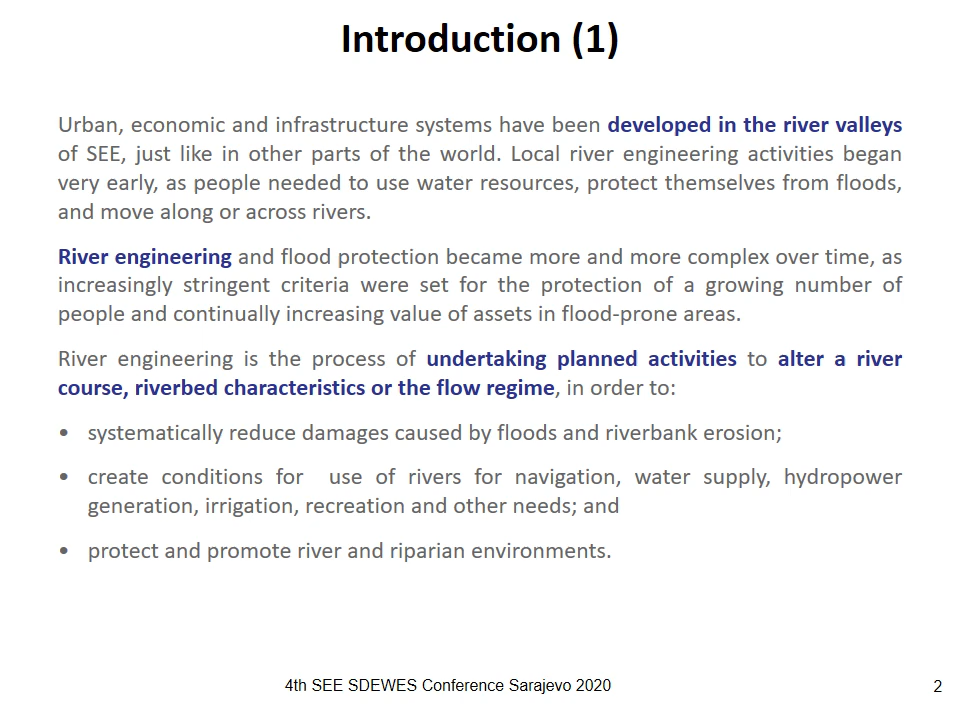 Introduction (1)
Urban, economic and infrastructure systems have been developed in the river valleys
of SEE, just like in other parts of the world. Local river engineering activities began
very early, as people needed to use water resources, protect themselves from floods,
and move along or across rivers.
River engineering and flood protection became more and more complex over time, as
increasingly stringent criteria were set for the protection of a growing number of
people and continually increasing value of assets in flood-prone areas.
River engineering is the process of undertaking planned activities to alter a river
course, riverbed characteristics or the flow regime, in order to:
• systematically reduce damages caused by floods and riverbank erosion;
• create conditions for use of rivers for navigation, water supply, hydropower
generation, irrigation, recreation and other needs; and
• protect and promote river and riparian environments.
4th SEE SDEWES Conference Sarajevo 2020
2